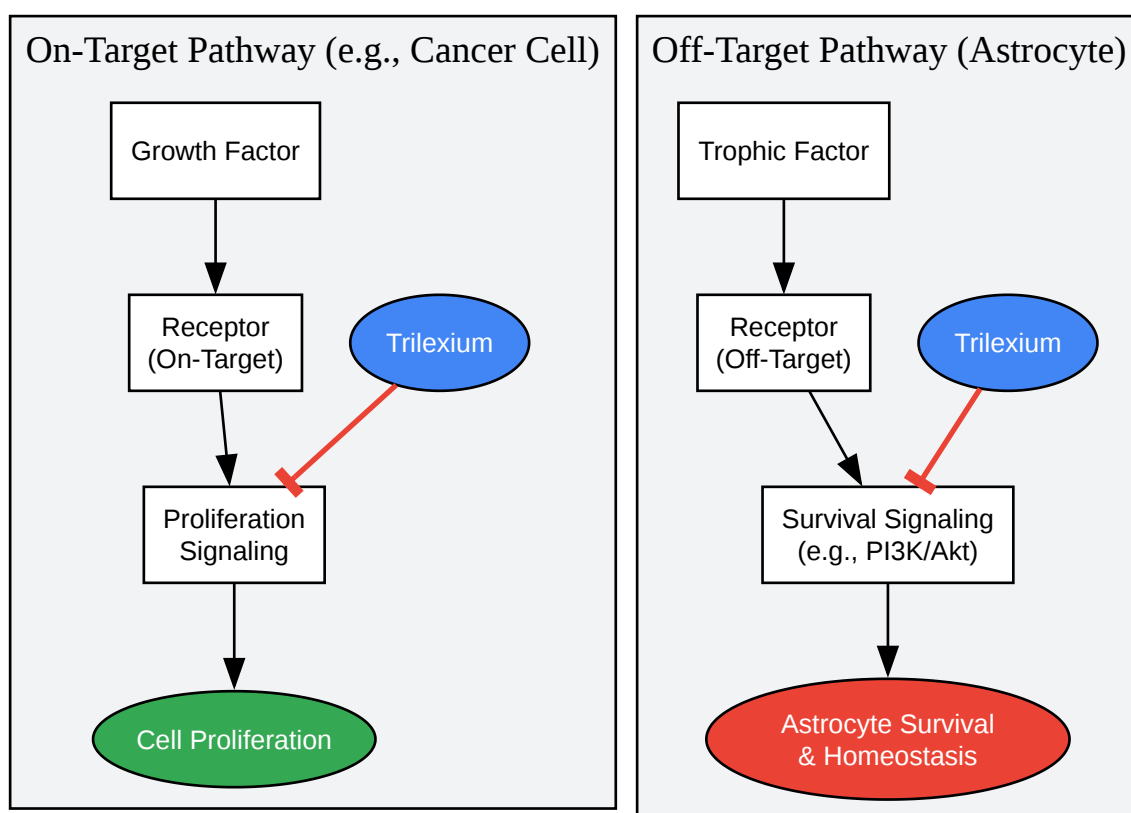 On-Target Pathway (e.g., Cancer Cell)
Growth Factor
Receptor
(On-Target)
Trilexium
Proliferation
Signaling
Cell Proliferation
Off-Target Pathway (Astrocyte)
Trophic Factor
Receptor
(Off-Target)
Trilexium
Survival Signaling
(e.g., PI3K/Akt)
Astrocyte Survival
& Homeostasis